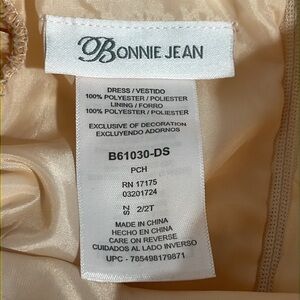 BONNIE JEAN
DRESS / VESTIDO
100% POLYESTER / POLIESTER
LINING / FORRO
100% POLYESTER / POLIESTER
EXCLUSIVE OF DECORATION
EXCLUYENDO ADORNOS
B61030-DS
PCH
RN 17175
03201724
SZ 2/2T
MADE IN CHINA
HECHO EN CHINA
CARE ON REVERSE
CUIDADOS AL LADO INVERSO
UPC - 785498179871